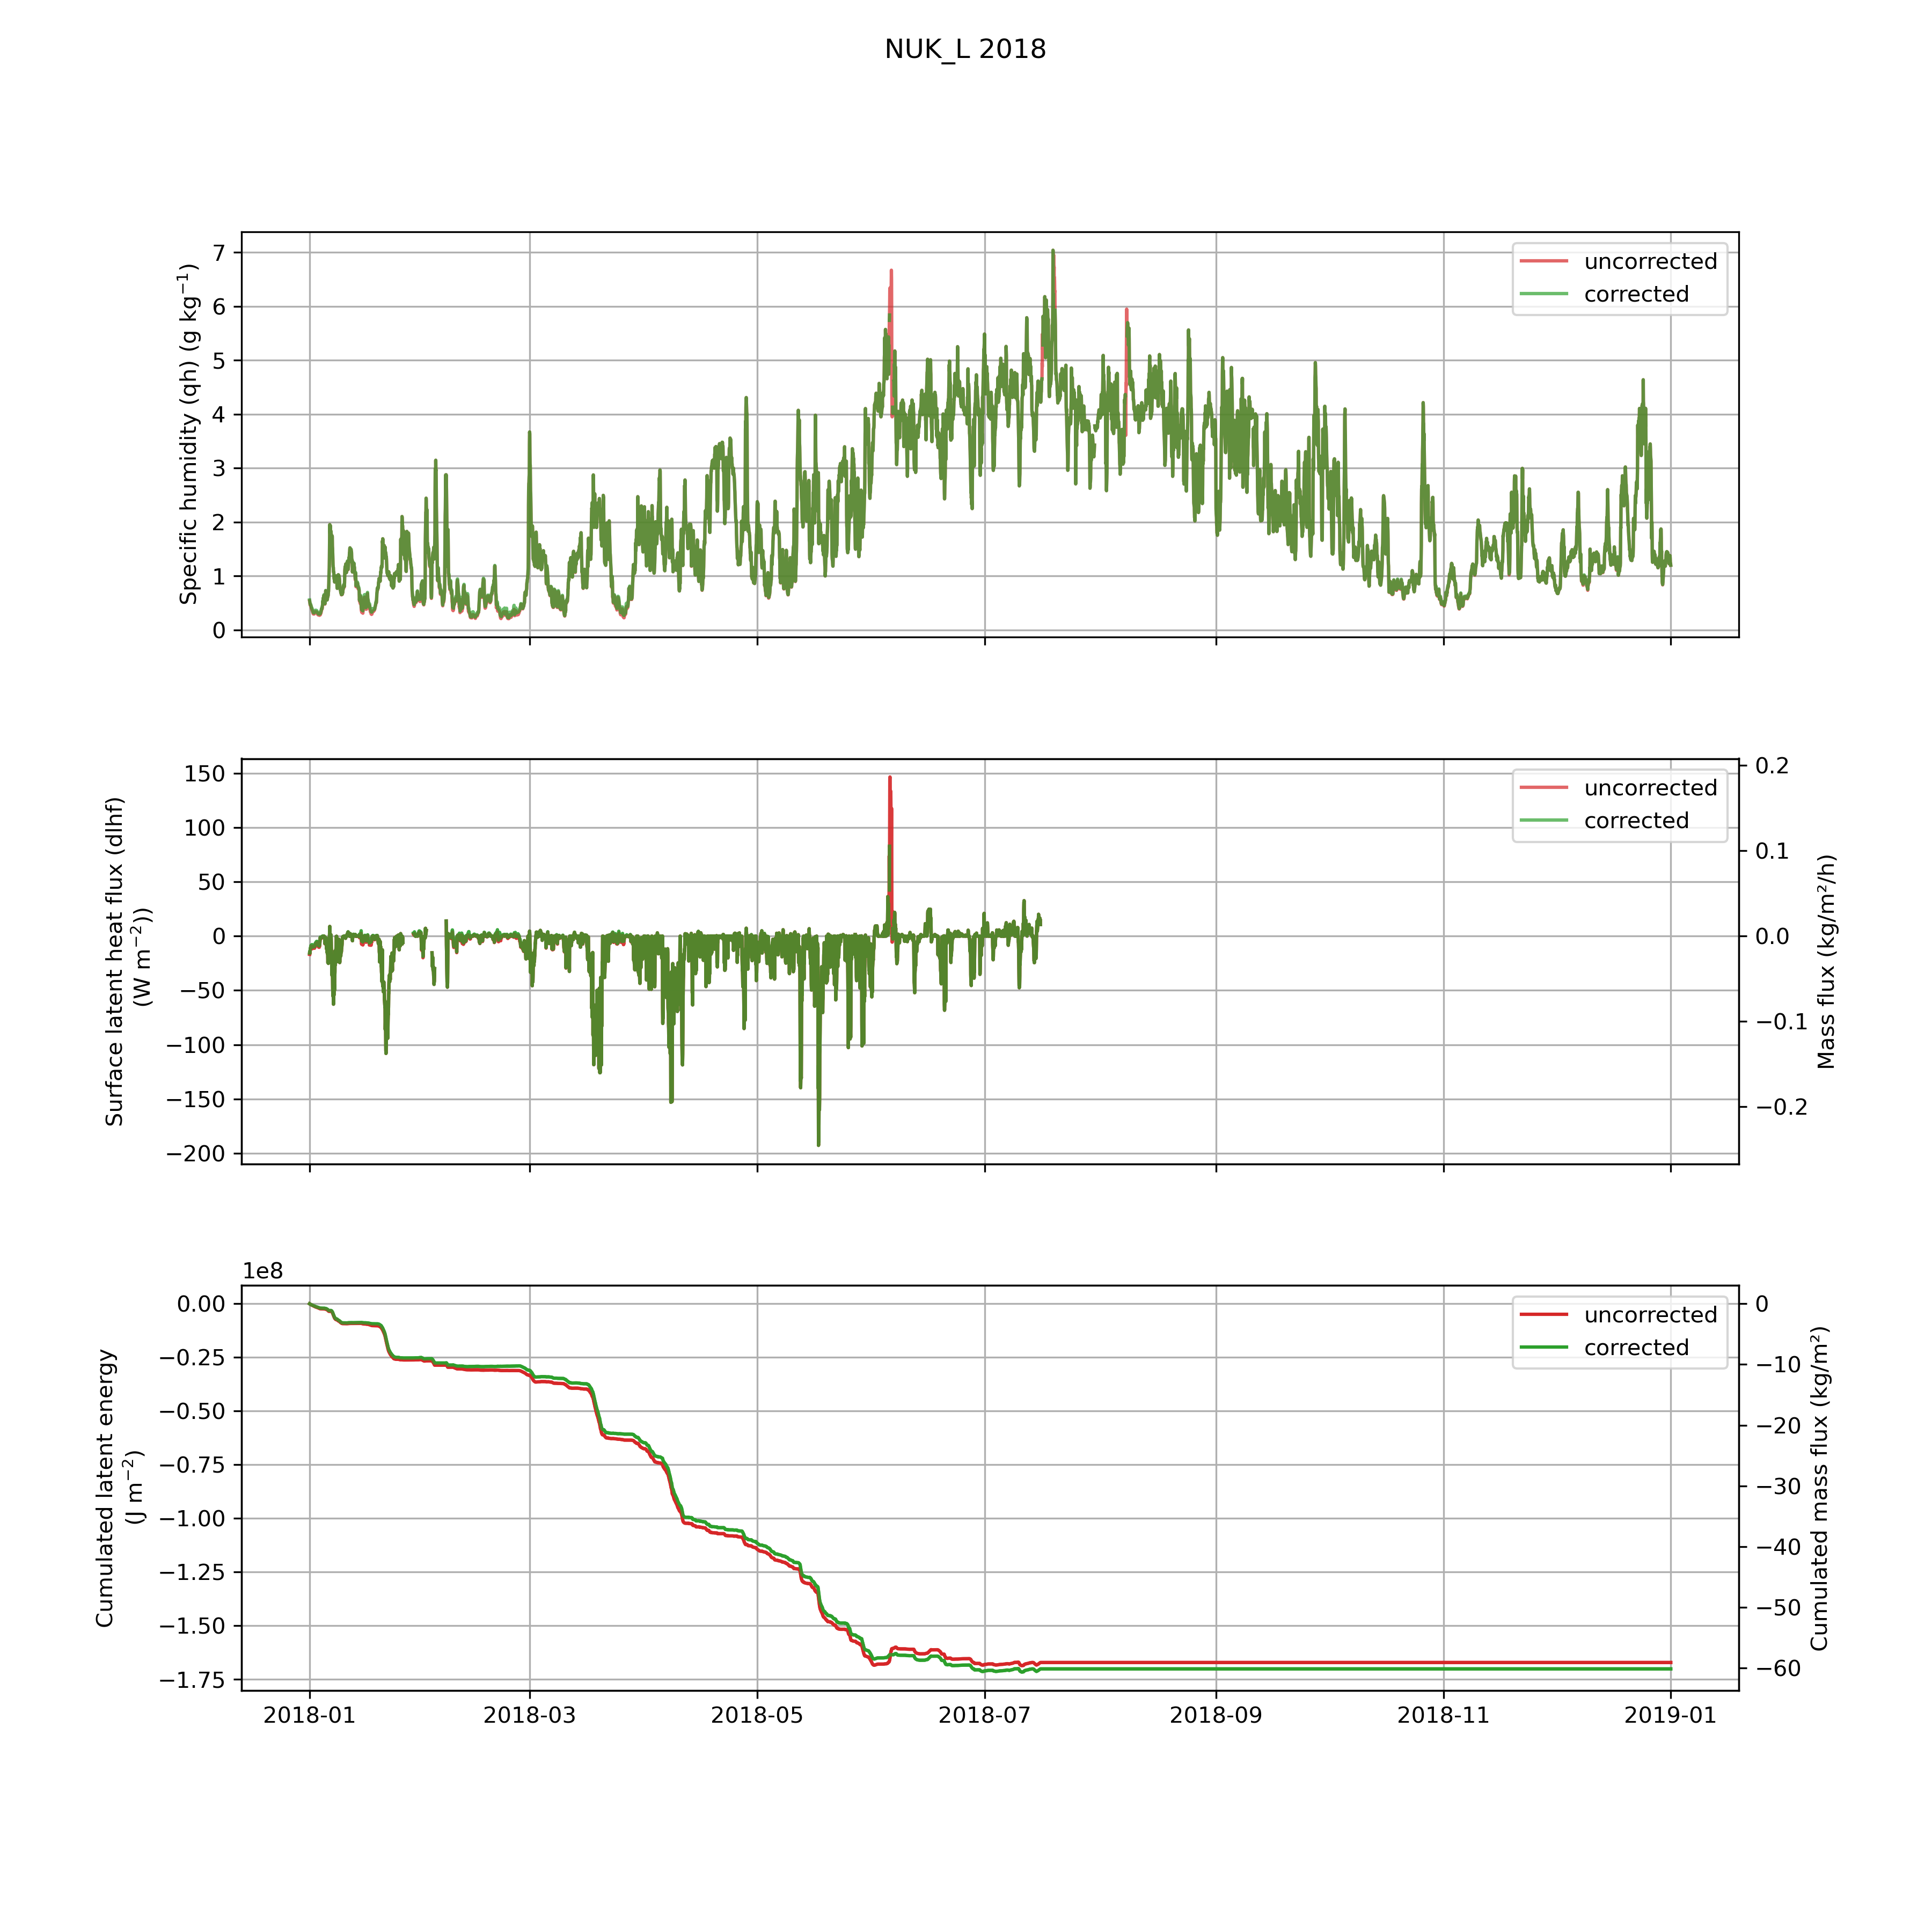 NUK_L 2018
Specific humidity (qh) (g kg⁻¹)
7
6
5
4
3
2
1
0
uncorrected
corrected
Surface latent heat flux (dlhf)
(W m⁻²))
150
100
50
0
−50
−100
−150
−200
uncorrected
corrected
0.2
0.1
0.0
−0.1
−0.2
Mass flux (kg/m²/h)
1e8
Cumulated latent energy
(J m⁻²)
0.00
−0.25
−0.50
−0.75
−1.00
−1.25
−1.50
−1.75
uncorrected
corrected
0
−10
−20
−30
−40
−50
−60
Cumulated mass flux (kg/m²)
2018-01
2018-03
2018-05
2018-07
2018-09
2018-11
2019-01